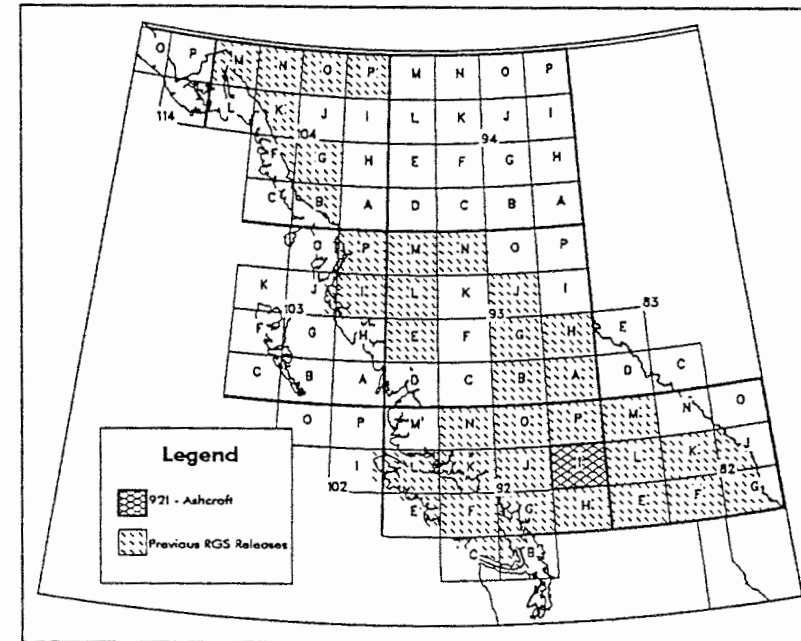 O P M N O P M N O P
L K J I L K J I
114 104 94
F G H E F G H
C B A D C B A
O P M N O P
K J I L K J I
103 93 83
F G H E F G H E
C B A D C B A D C
O P M N O P M N O
I L K J I L K J
102 92 82
E F G H E F G
C B
Legend
921 - Ashcroft
Previous RGS Releases